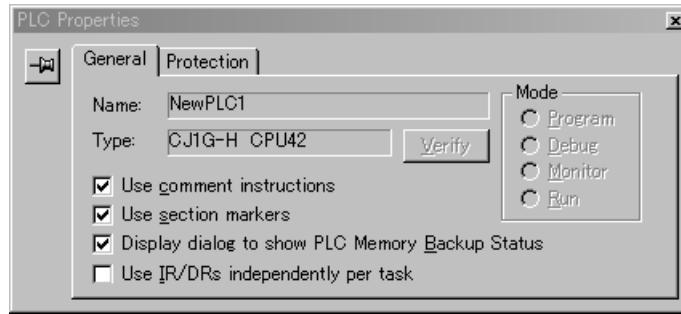 PLC Properties
General
Protection
Name:
NewPLC1
Type:
CJ1G-H CPU42
Verify
Mode
Program
Debug
Monitor
Run
Use comment instructions
Use section markers
Display dialog to show PLC Memory Backup Status
Use IR/DRs independently per task